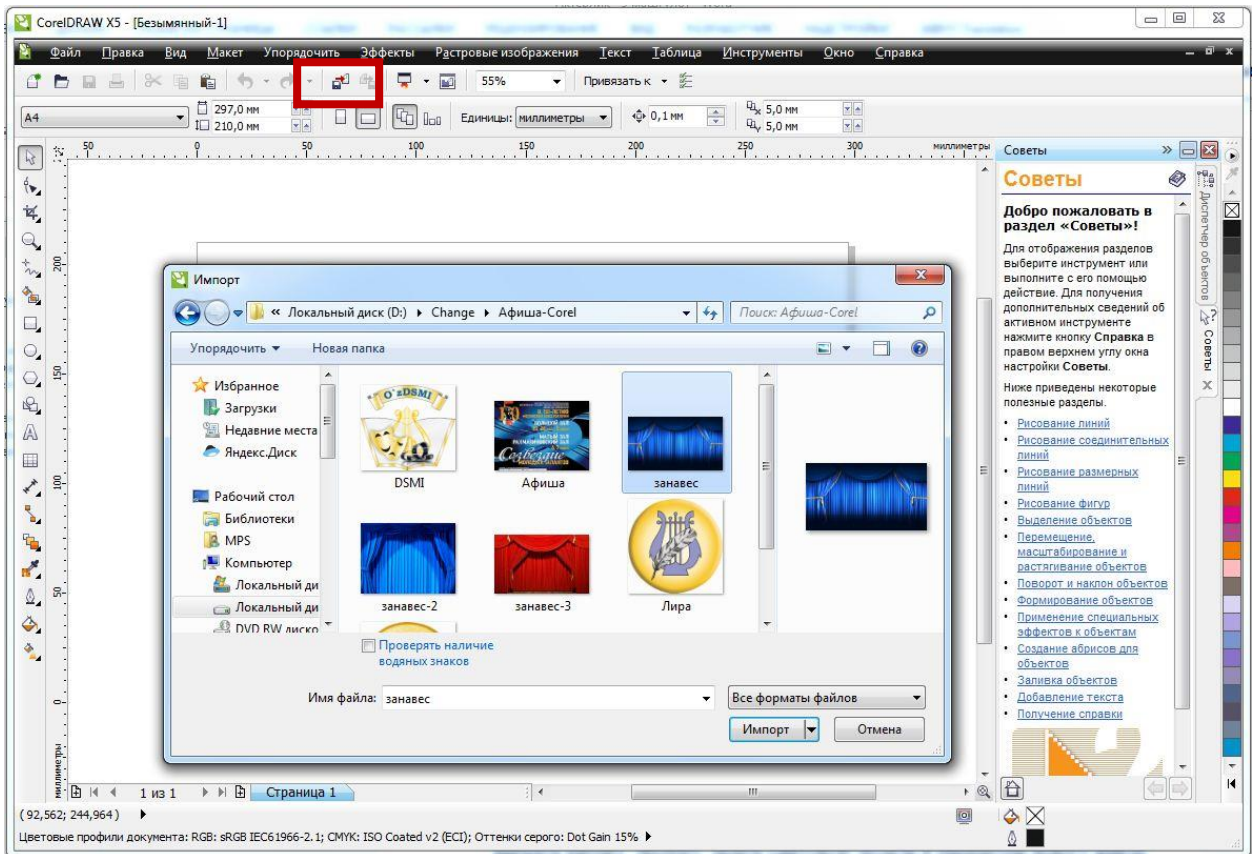 CorelDRAW X5 - [Безымянный-1]
Файл Правка Вид Макет Упорядочить Эффекты Растровые изображения Текст Таблица Инструменты Окно Справка
55% Привязать к
A4 297,0 мм 210,0 мм Единицы: миллиметры 0,1 мм 5,0 мм 5,0 мм
50 0 50 100 150 200 250 300 миллиметры
200
150
100
50
0
миллиметры
Импорт
« Локальный диск (D:) Change Афиша-Corel Поиск: Афиша-Corel
Упорядочить Новая папка
Избранное
Загрузки
Недавние места
Яндекс.Диск
Рабочий стол
Библиотеки
MPS
Компьютер
Локальный ди
Локальный ди
DVD RW диско
O`zDSMI
Созвездие
DSMI Афиша занавес
занавес-2 занавес-3 Лира
Проверять наличие
водяных знаков
Имя файла: занавес Все форматы файлов
Импорт Отмена
Советы
Советы
Добро пожаловать в
раздел «Советы»!
Для отображения разделов
выберите инструмент или
выполните с его помощью
действие. Для получения
дополнительных сведений об
активном инструменте
нажмите кнопку Справка в
правом верхнем углу окна
настройки Советы.
Ниже приведены некоторые
полезные разделы.
• Рисование линий
• Рисование соединительных
линий
• Рисование размерных
линий
• Рисование фигур
• Выделение объектов
• Перемещение,
масштабирование и
растягивание объектов
• Поворот и наклон объектов
• Формирование объектов
• Применение специальных
эффектов к объектам
• Создание абрисов для
объектов
• Заливка объектов
• Добавление текста
• Получение справки
Диспетчер объектов
Советы
1 из 1 Страница 1
(92,562; 244,964)
Цветовые профили документа: RGB: sRGB IEC61966-2.1; CMYK: ISO Coated v2 (ECI); Оттенки серого: Dot Gain 15%